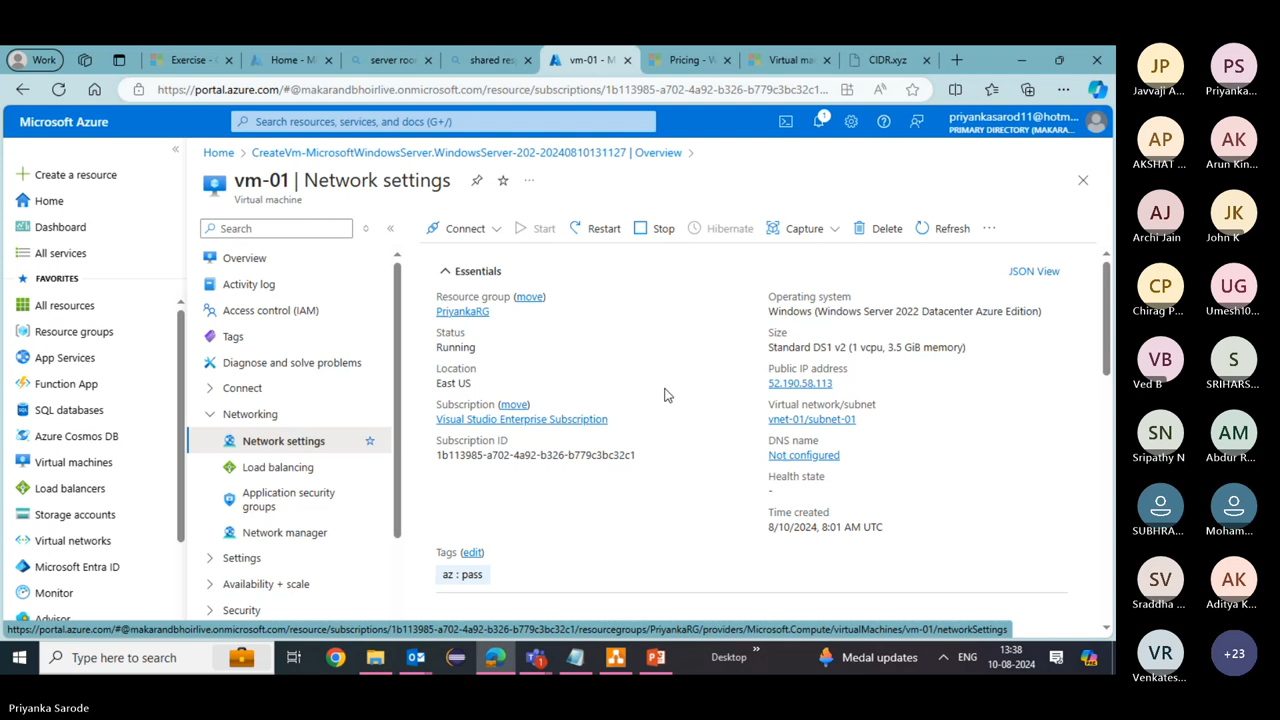 Work
Exercise -
Home - M
server roo
shared res
vm-01 - M
Pricing - V
Virtual ma
CIDR.xyz
https://portal.azure.com/#@makarandbhoirlive.onmicrosoft.com/resource/subscriptions/1b113985-a702-4a92-b326-b779c3bc32c1...
Microsoft Azure
Search resources, services, and docs (G+/)
1
priyankasarod11@hotm...
PRIMARY DIRECTORY (MAKARA...
Home > CreateVm-MicrosoftWindowsServer.WindowsServer-202-20240810131127 | Overview >
vm-01 | Network settings
Virtual machine
Create a resource
Home
Dashboard
All services
FAVORITES
All resources
Resource groups
App Services
Function App
SQL databases
Azure Cosmos DB
Virtual machines
Load balancers
Storage accounts
Virtual networks
Microsoft Entra ID
Monitor
Advisor
Search
Overview
Activity log
Access control (IAM)
Tags
Diagnose and solve problems
Connect
Networking
Network settings
Load balancing
Application security
groups
Network manager
Settings
Availability + scale
Security
Connect
Start
Restart
Stop
Hibernate
Capture
Delete
Refresh
Essentials
JSON View
Resource group (move)
PriyankaRG
Status
Running
Location
East US
Subscription (move)
Visual Studio Enterprise Subscription
Subscription ID
1b113985-a702-4a92-b326-b779c3bc32c1
Operating system
Windows (Windows Server 2022 Datacenter Azure Edition)
Size
Standard DS1 v2 (1 vcpu, 3.5 GiB memory)
Public IP address
52.190.58.113
Virtual network/subnet
vnet-01/subnet-01
DNS name
Not configured
Health state
-
Time created
8/10/2024, 8:01 AM UTC
Tags (edit)
az : pass
https://portal.azure.com/#@makarandbhoirlive.onmicrosoft.com/resource/subscriptions/1b113985-a702-4a92-b326-b779c3bc32c1/resourcegroups/PriyankaRG/providers/Microsoft.Compute/virtualMachines/vm-01/networkSettings
Type here to search
Desktop
Medal updates
ENG
13:38
10-08-2024
JP
Javvaji A...
PS
Priyanka...
AP
AKSHAT ...
AK
Arun Kin...
AJ
Archi Jain
JK
John K
CP
Chirag P...
UG
Umesh10...
VB
Ved B
S
SRIHARS...
SN
Sripathy N
AM
Abdur R...
SUBHRA...
Moham...
SV
Sraddha ...
AK
Aditya K...
VR
Venkates...
+23
Priyanka Sarode